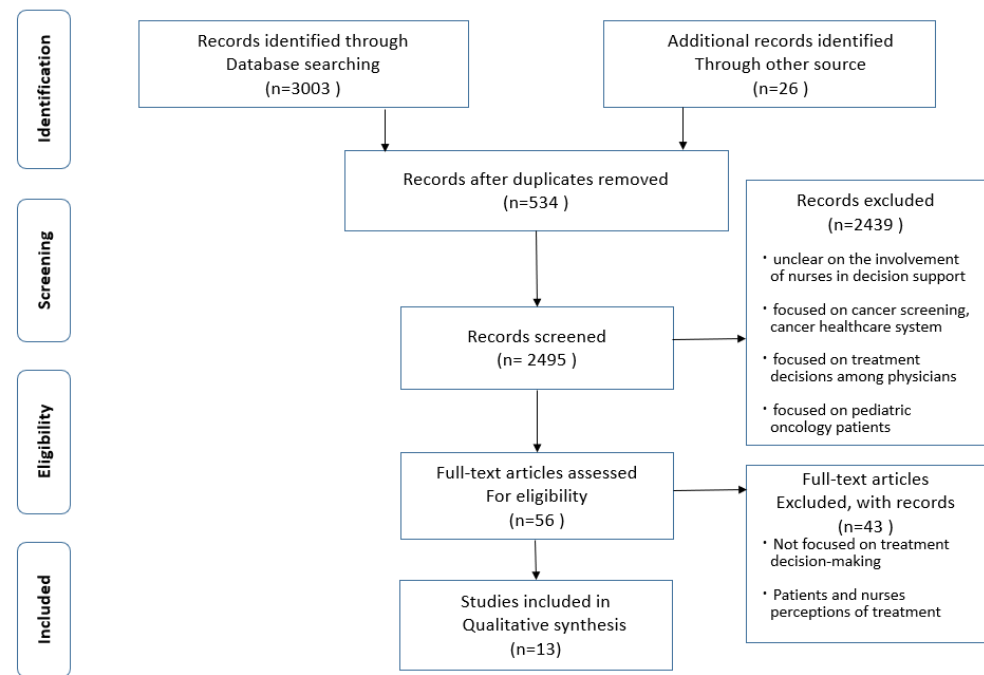 Identification
Records identified through
Database searching
(n=3003 )
Additional records identified
Through other source
(n=26 )
Records after duplicates removed
(n=534 )
Screening
Records excluded
(n=2439 )
· unclear on the involvement
of nurses in decision support
· focused on cancer screening,
cancer healthcare system
· focused on treatment
decisions among physicians
· focused on pediatric
oncology patients
Records screened
(n= 2495 )
Eligibility
Full-text articles assessed
For eligibility
(n=56 )
Full-text articles
Excluded, with records
(n=43 )
· Not focused on treatment
decision-making
· Patients and nurses
perceptions of treatment
Included
Studies included in
Qualitative synthesis
(n=13)